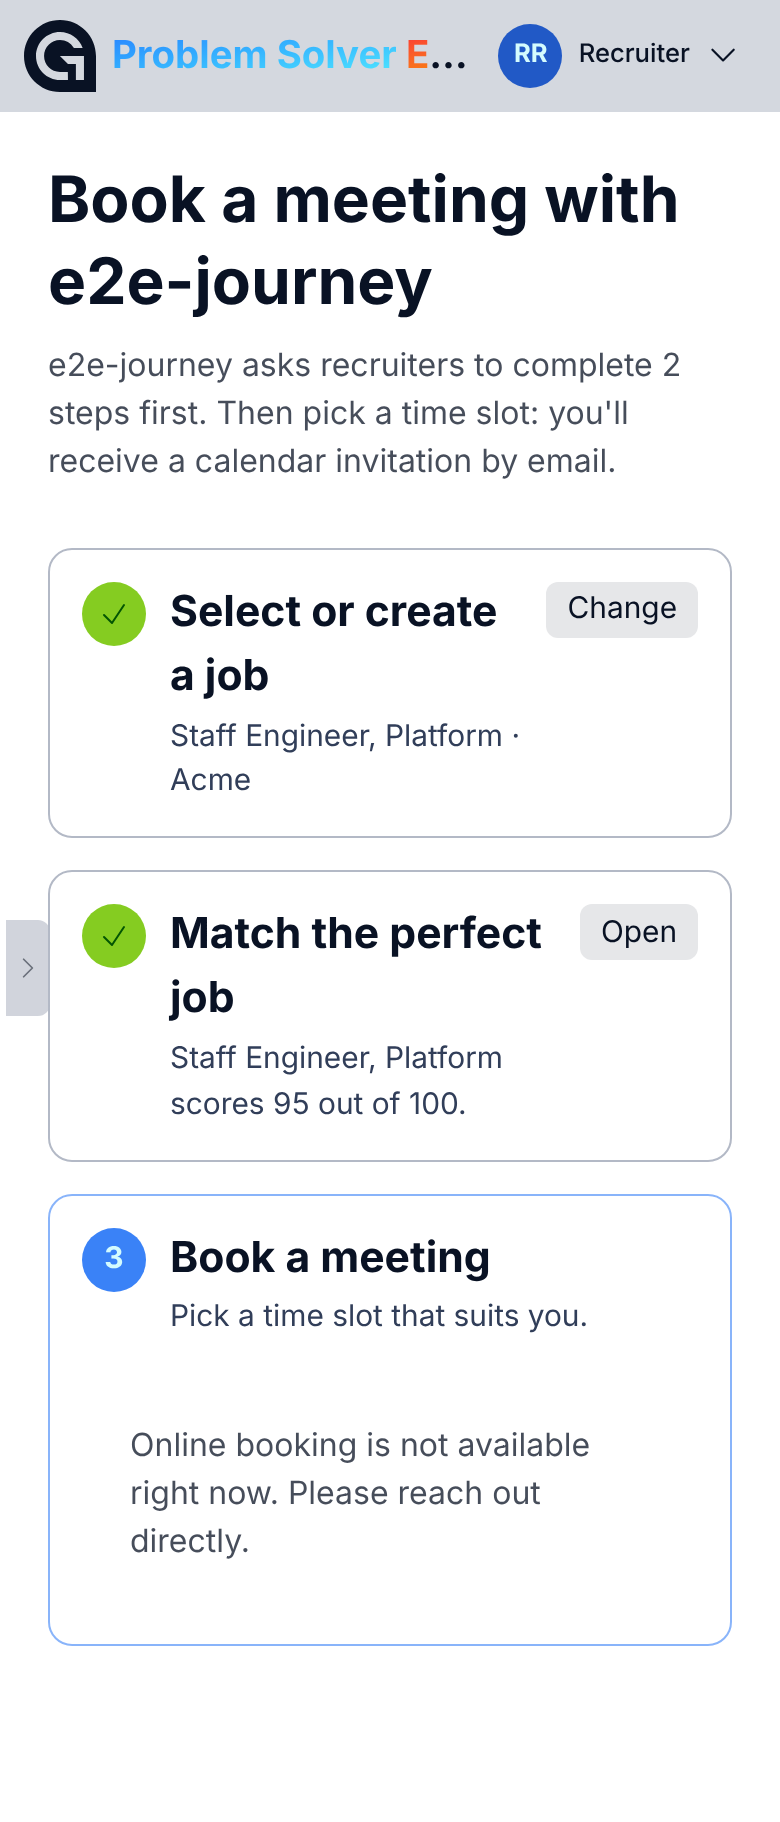 Problem Solver E...
RR
Recruiter
Book a meeting with
e2e-journey
e2e-journey asks recruiters to complete 2
steps first. Then pick a time slot: you'll
receive a calendar invitation by email.
Select or create
a job
Change
Staff Engineer, Platform ·
Acme
Match the perfect
job
Open
Staff Engineer, Platform
scores 95 out of 100.
3
Book a meeting
Pick a time slot that suits you.
Online booking is not available
right now. Please reach out
directly.